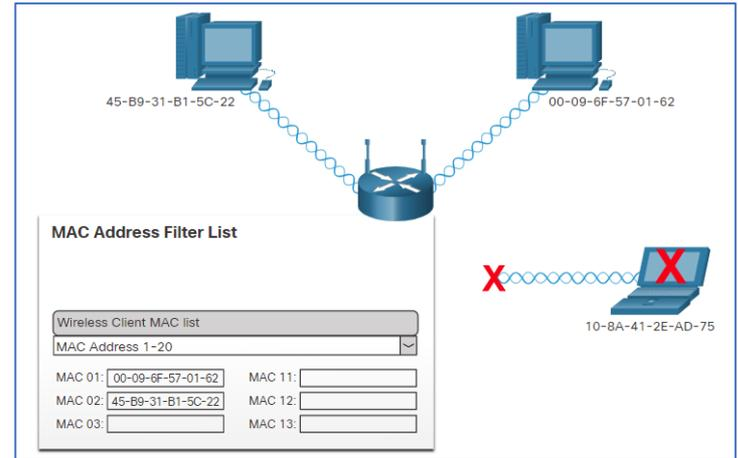 45-B9-31-B1-5C-22
00-09-6F-57-01-62
MAC Address Filter List
X
X
10-8A-41-2E-AD-75
Wireless Client MAC list
MAC Address 1-20
MAC 01: 00-09-6F-57-01-62 MAC 11:
MAC 02: 45-B9-31-B1-5C-22 MAC 12:
MAC 03: MAC 13: